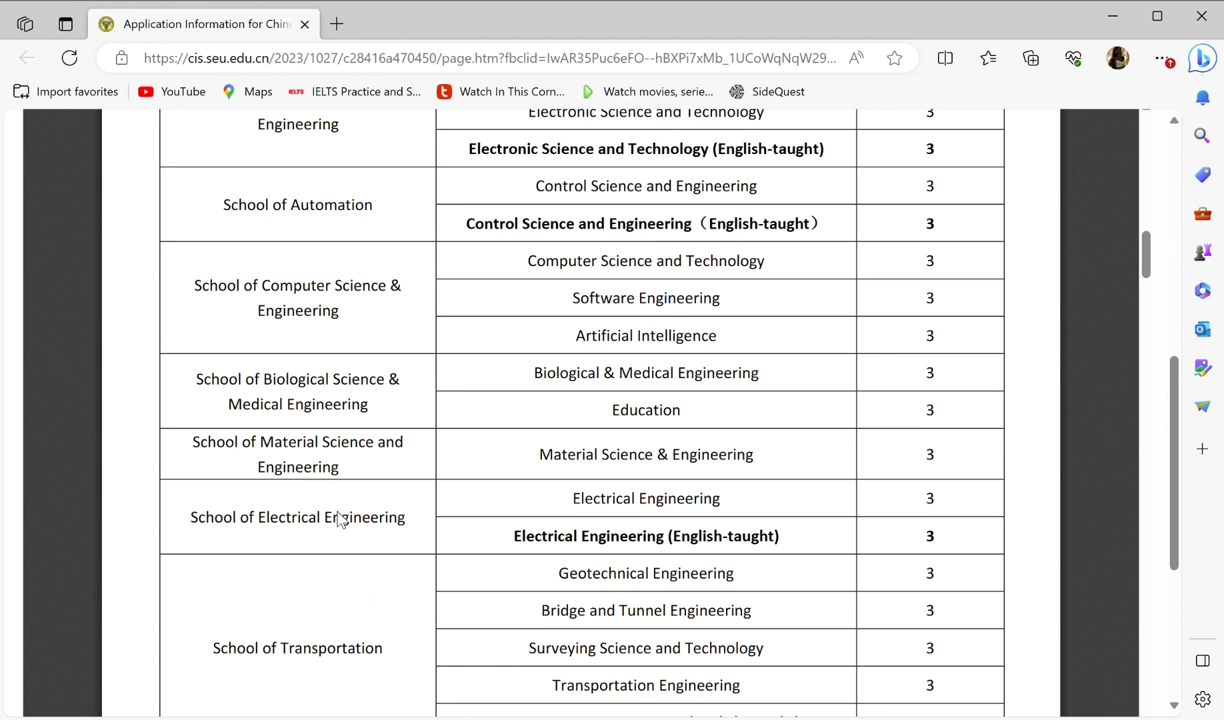 Application Information for Chin
https://cis.seu.edu.cn/2023/1027/c28416a470450/page.htm?fbclid=IwAR35Puc6eFO--hBXPi7xMb_1UCoWqNqW29...
Import favorites
YouTube
Maps
IELTS
IELTS Practice and S...
Watch In This Corn...
Watch movies, serie...
SideQuest
Engineering
Electronic Science and Technology
3
Electronic Science and Technology (English-taught)
3
School of Automation
Control Science and Engineering
3
Control Science and Engineering（English-taught）
3
School of Computer Science &
Engineering
Computer Science and Technology
3
Software Engineering
3
Artificial Intelligence
3
School of Biological Science &
Medical Engineering
Biological & Medical Engineering
3
Education
3
School of Material Science and
Engineering
Material Science & Engineering
3
School of Electrical Engineering
Electrical Engineering
3
Electrical Engineering (English-taught)
3
School of Transportation
Geotechnical Engineering
3
Bridge and Tunnel Engineering
3
Surveying Science and Technology
3
Transportation Engineering
3